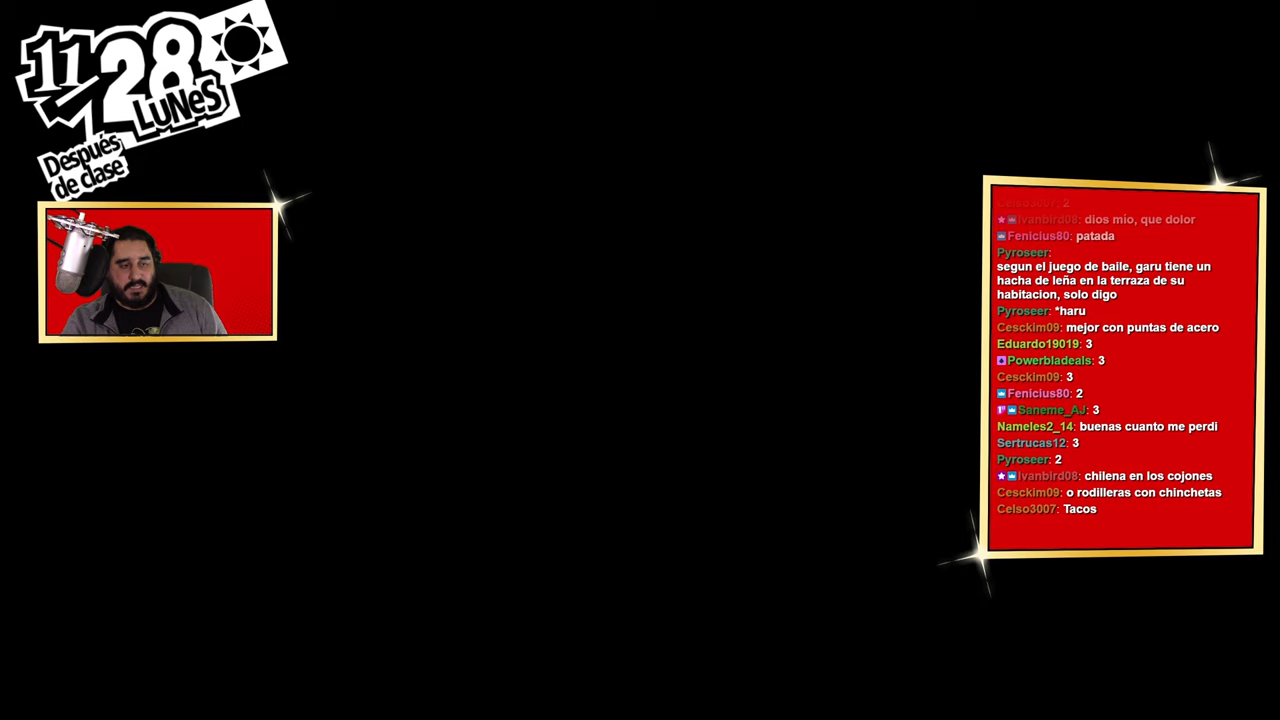 11/28
LuNeS
Después
de clase
Celso3007: 2
Ivanbird08: dios mio, que dolor
Fenicius80: patada
Pyroseer:
segun el juego de baile, garu tiene un
hacha de leña en la terraza de su
habitacion, solo digo
Pyroseer: *haru
Cesckim09: mejor con puntas de acero
Eduardo19019: 3
Powerbladeals: 3
Cesckim09: 3
Fenicius80: 2
Saneme_AJ: 3
Nameles2_14: buenas cuanto me perdi
Sertrucas12: 3
Pyroseer: 2
Ivanbird08: chilena en los cojones
Cesckim09: o rodilleras con chinchetas
Celso3007: Tacos